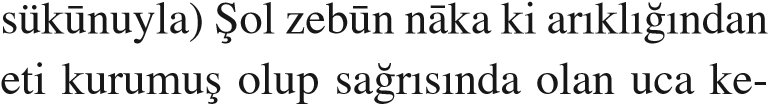 sükūnuyla) Şol zebūn nāka ki arıklığından
eti kurumuş olup sağrısında olan uca ke-